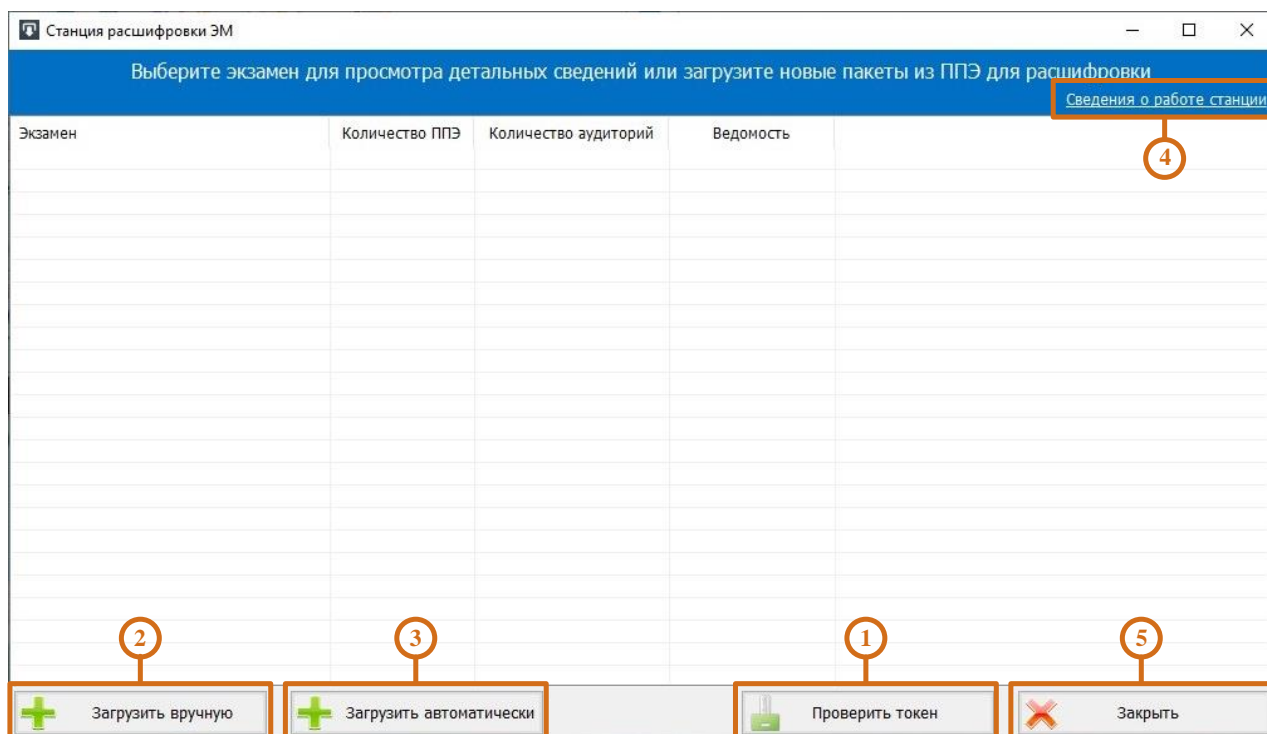 Станция расшифровки ЭМ
Выберите экзамен для просмотра детальных сведений или загрузите новые пакеты из ППЭ для расшифровки
Сведения о работе станции
Экзамен Количество ППЭ Количество аудиторий Ведомость
4
2 3 1 5
Загрузить вручную Загрузить автоматически Проверить токен Закрыть